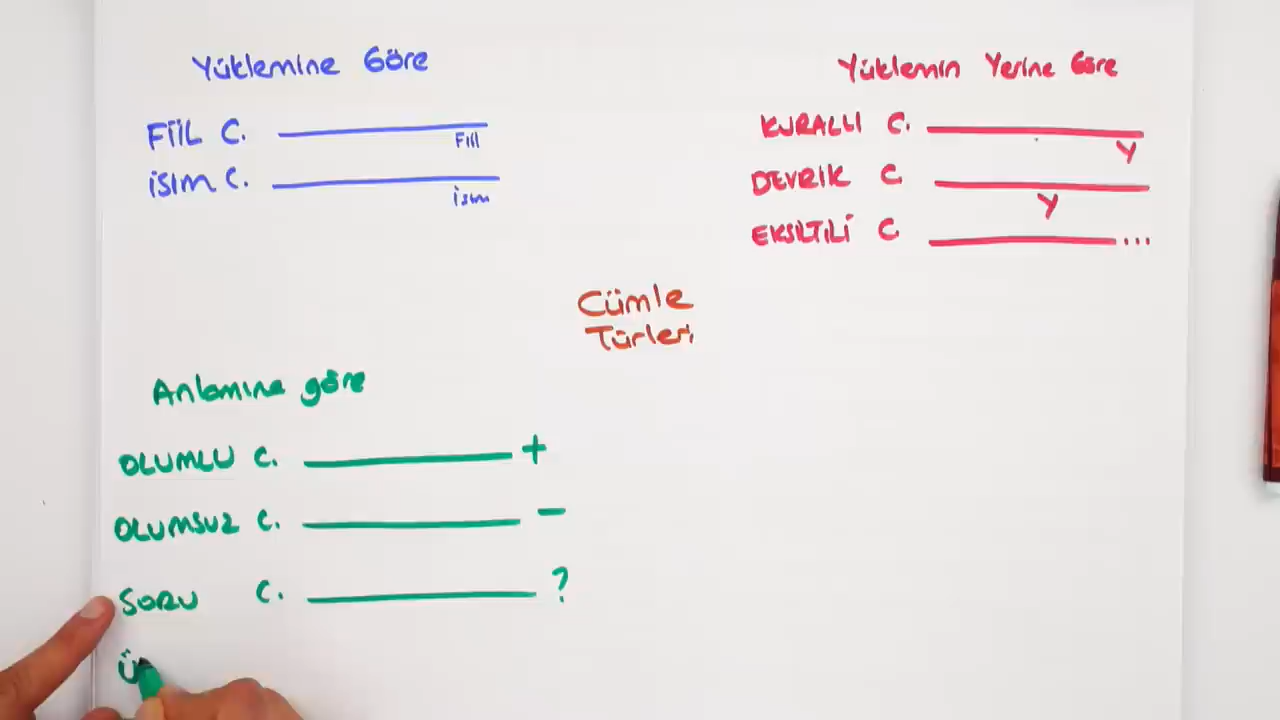 Yüklemine Göre
FİİL C.
Fiil
İSİM C.
İsim
Yüklemin Yerine Göre
KURALLI C.
Y
DEVRİK C
Y
EKSİLTİLİ C ...
Cümle
Türleri
Anlamına göre
OLUMLU C. +
OLUMSUZ C. -
SORU C. ?
Ü